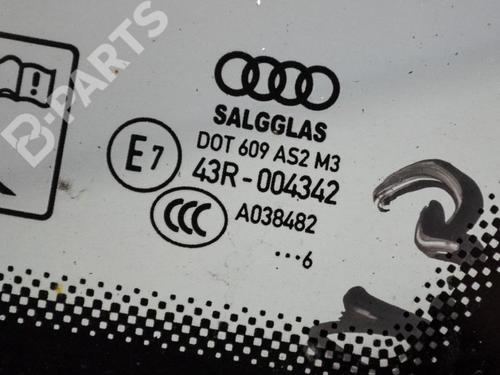 B-PARTS
SALGGLAS
DOT 609 AS2 M3
E7
43R-004342
CCC
A038482
...6